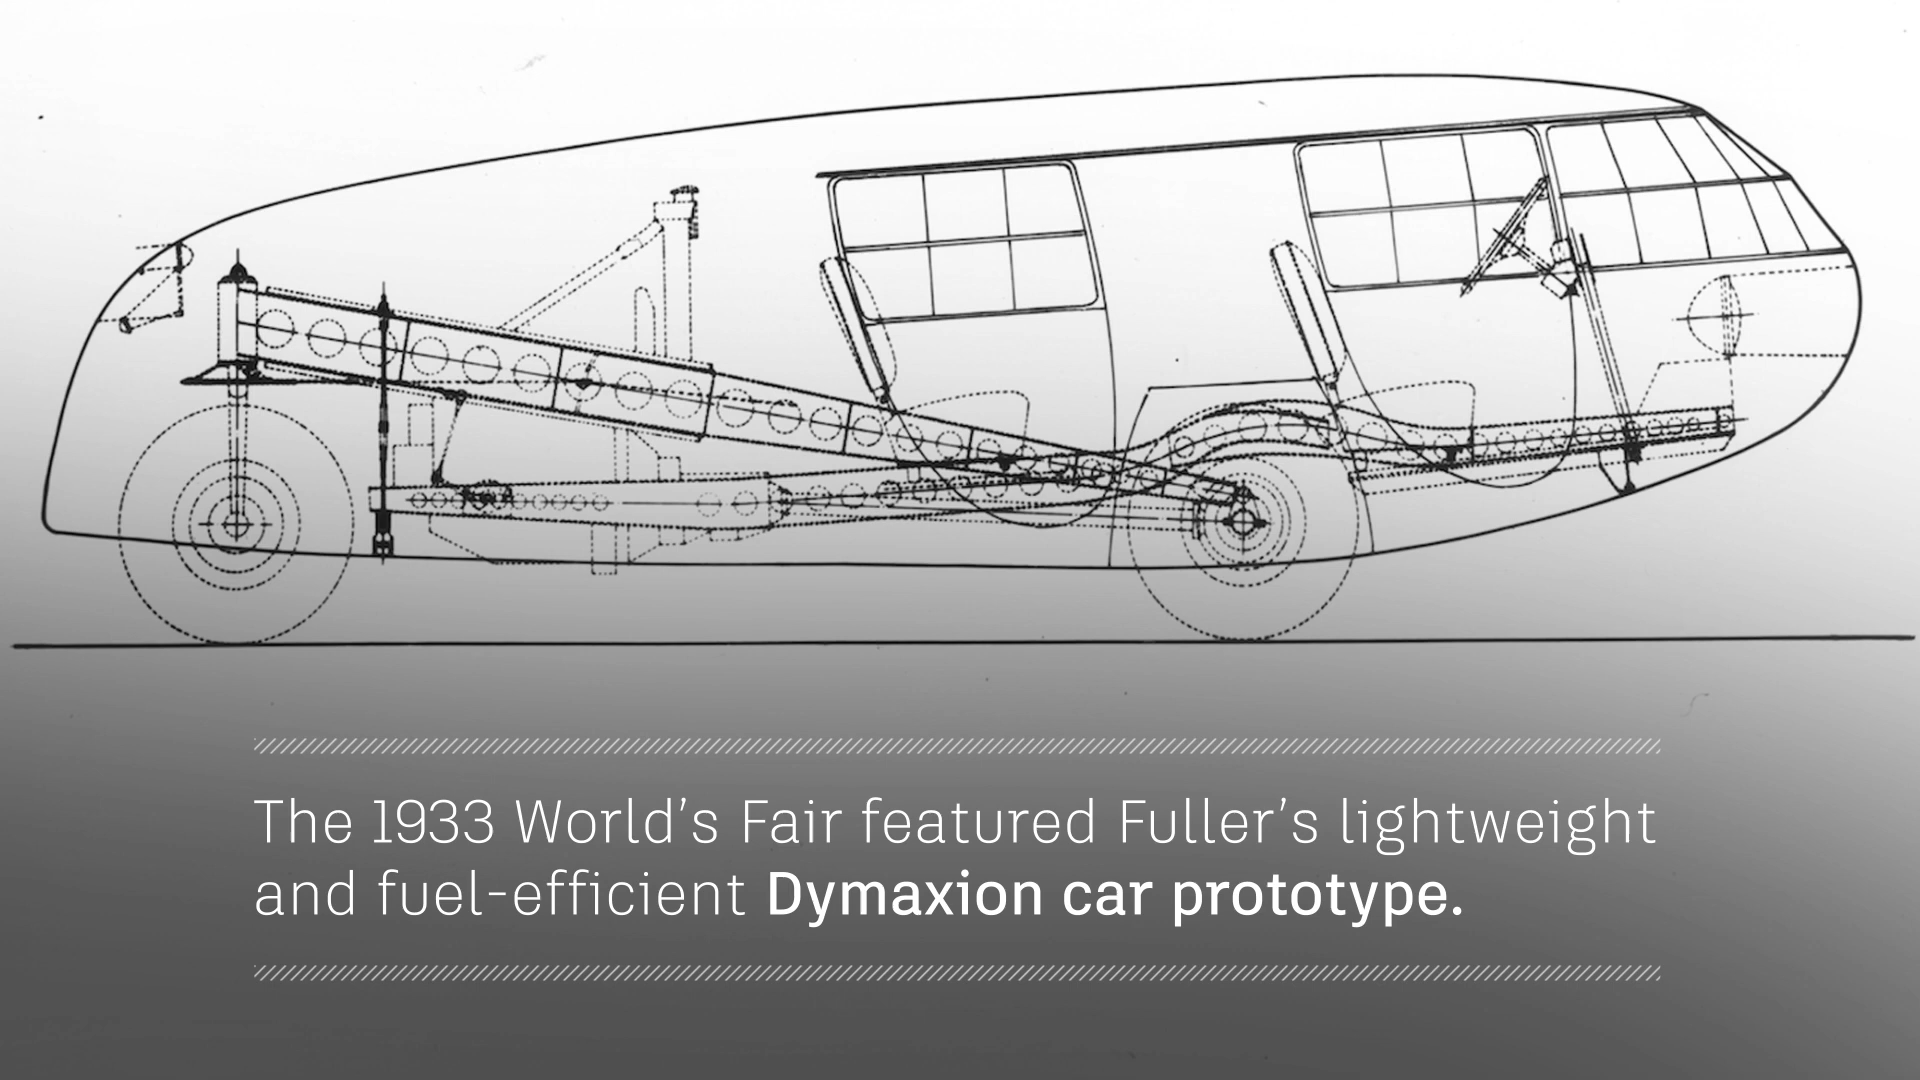 The 1933 World’s Fair featured Fuller’s lightweight
and fuel-efficient Dymaxion car prototype.